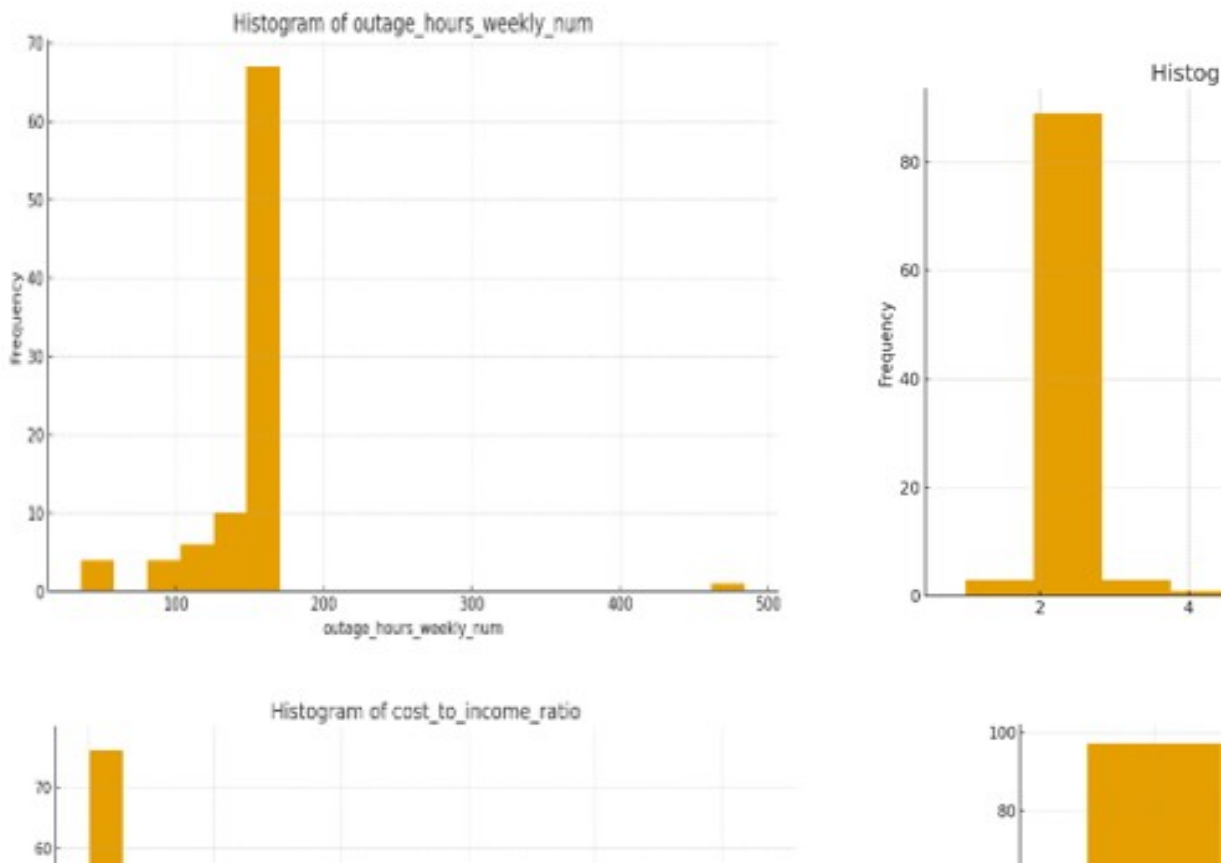 Histogram of outage_hours_weekly_num
70
60
50
40
30
20
10
0
Frequency
100 200 300 400 500
outage_hours_weekly_num
Histog
80
60
40
20
0
Frequency
2 4
Histogram of cost_to_income_ratio
70
60
100
80